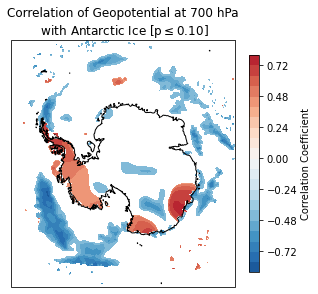 Correlation of Geopotential at 700 hPa
with Antarctic Ice [p ≤ 0.10]
0.72
0.48
0.24
0.00
−0.24
−0.48
−0.72
Correlation Coefficient